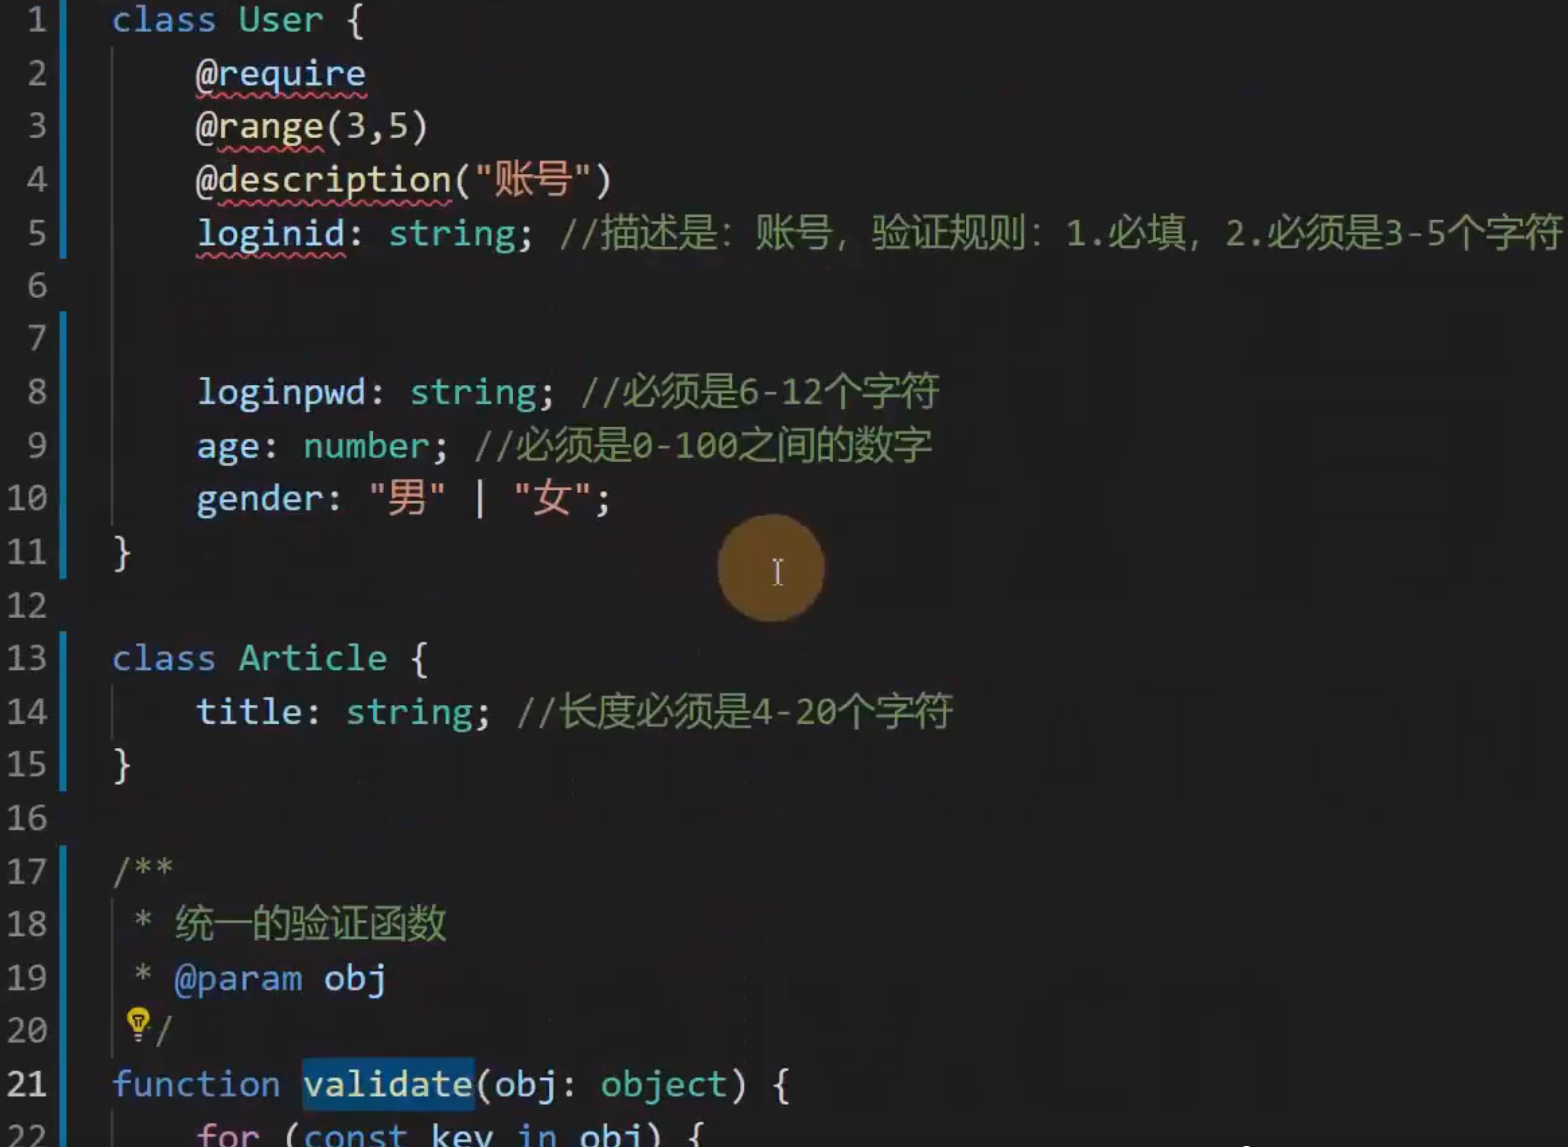 1 class User {
2 @require
3 @range(3,5)
4 @description("账号")
5 loginid: string; //描述是：账号，验证规则：1.必填，2.必须是3-5个字符
6
7
8 loginpwd: string; //必须是6-12个字符
9 age: number; //必须是0-100之间的数字
10 gender: "男" | "女";
11 }
12
13 class Article {
14 title: string; //长度必须是4-20个字符
15 }
16
17 /**
18 * 统一的验证函数
19 * @param obj
20 */
21 function validate(obj: object) {
22 for (const key in obj) {